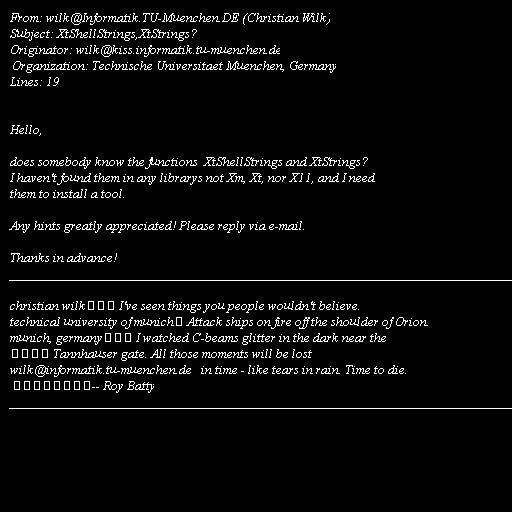 From: wilk@Informatik.TU-Muenchen.DE (Christian Wilk)
Subject: XtShellStrings,XtStrings?
Originator: wilk@kiss.informatik.tu-muenchen.de
Organization: Technische Universitaet Muenchen, Germany
Lines: 19
Hello,
does somebody know the functions XtShellStrings and XtStrings?
I haven't found them in any librarys not Xm, Xt, nor X11, and I need
them to install a tool.
Any hints greatly appreciated! Please reply via e-mail.
Thanks in advance!
christian wilk I've seen things you people wouldn't believe.
technical university of munich Attack ships on fire off the shoulder of Orion.
munich, germany I watched C-beams glitter in the dark near the
Tannhauser gate. All those moments will be lost
wilk@informatik.tu-muenchen.de in time - like tears in rain. Time to die.
-- Roy Batty